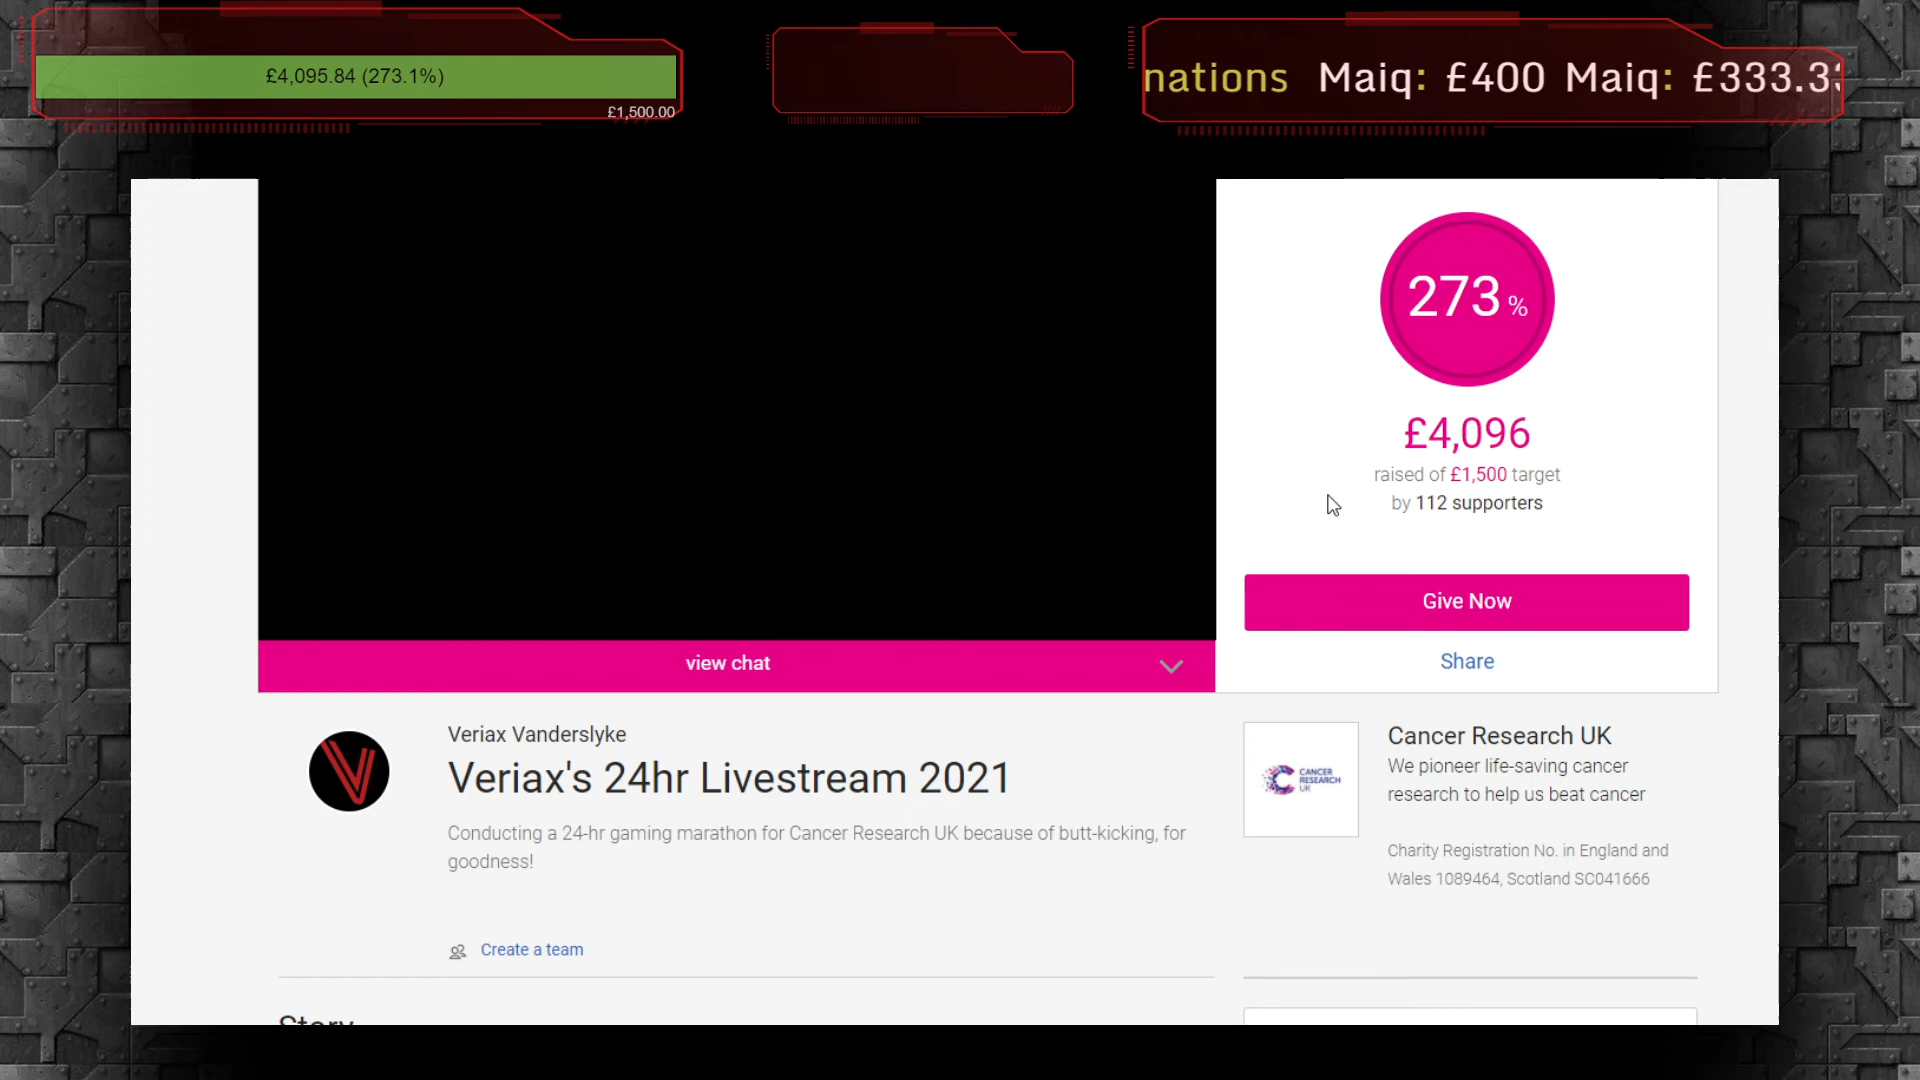 £4,095.84 (273.1%)
£1,500.00
nations Maiq: £400 Maiq: £333.3
273 %
£4,096
raised of £1,500 target
by 112 supporters
Give Now
Share
view chat
Veriax Vanderslyke
Veriax's 24hr Livestream 2021
Conducting a 24-hr gaming marathon for Cancer Research UK because of butt-kicking, for
goodness!
Create a team
CANCER
RESEARCH
UK
Cancer Research UK
We pioneer life-saving cancer
research to help us beat cancer
Charity Registration No. in England and
Wales 1089464, Scotland SC041666
Story